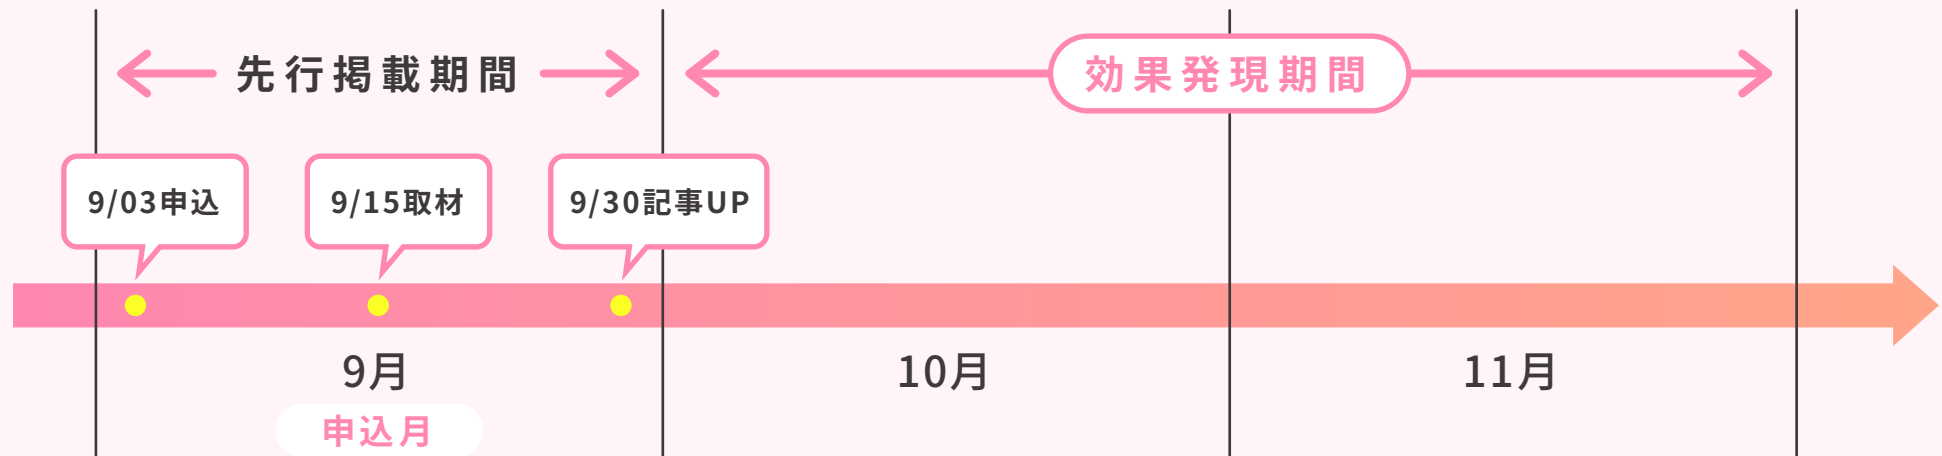 先行掲載期間
効果発現期間
9/03申込
9/15取材
9/30記事UP
9月
10月
11月
申込月